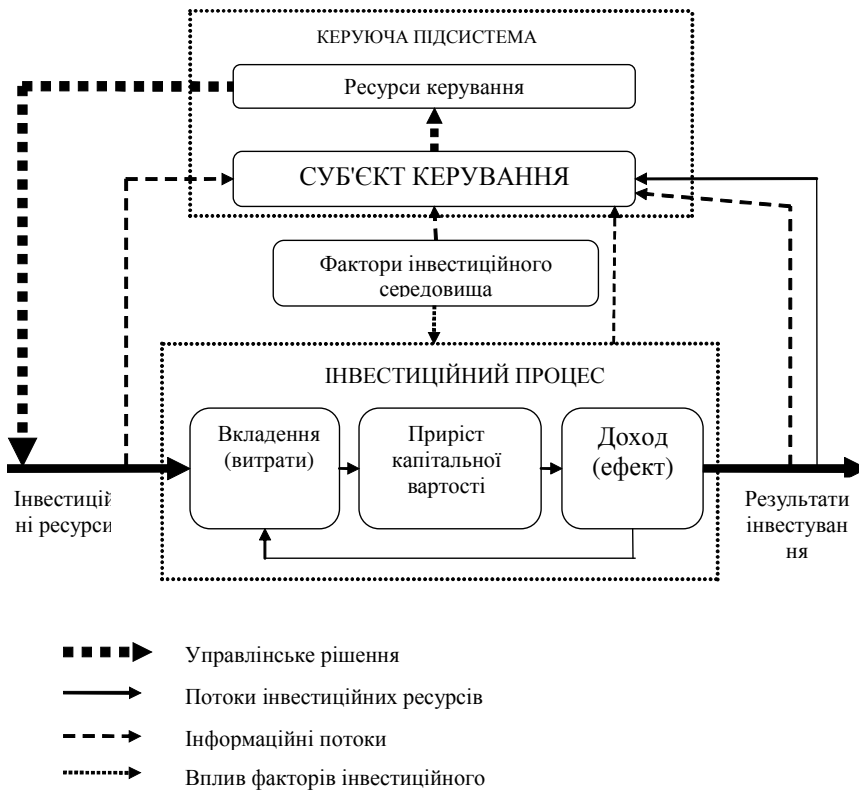 КЕРУЮЧА ПІДСИСТЕМА
Ресурси керування
СУБ'ЄКТ КЕРУВАННЯ
Фактори інвестиційного
середовища
ІНВЕСТИЦІЙНИЙ ПРОЦЕС
Вкладення
(витрати)
Приріст
капітальної
вартості
Доход
(ефект)
Інвестицій
ні ресурси
Результати
інвестуван
ня
Управлінське рішення
Потоки інвестиційних ресурсів
Інформаційні потоки
Вплив факторів інвестиційного